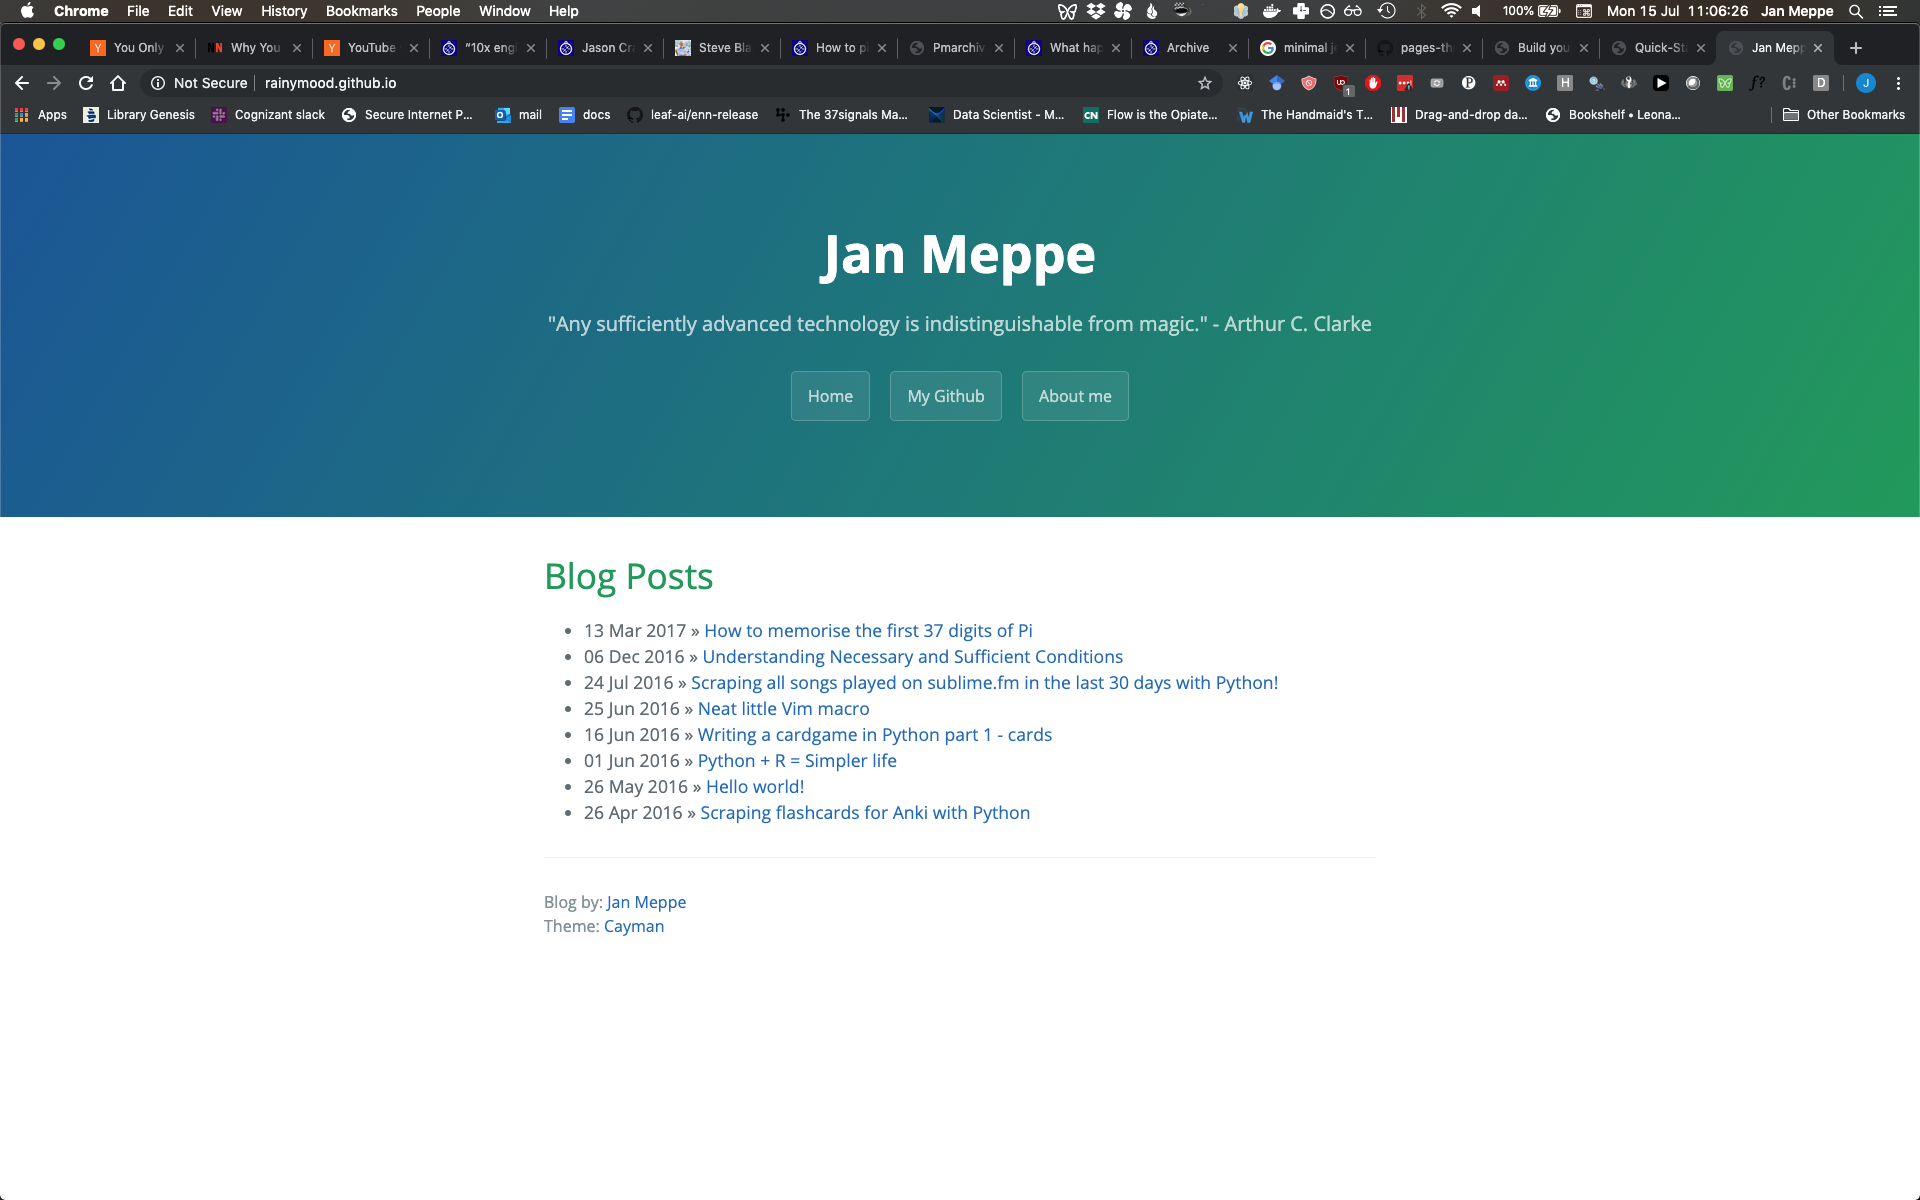 Chrome File Edit View History Bookmarks People Window Help 100% Mon 15 Jul 11:06:26 Jan Meppe
You Only Why You YouTube "10x eng Jason Cr Steve Bla How to p Pmarchiv What hap Archive minimal j pages-th Build you Quick-St Jan Mepp
Not Secure rainymood.github.io
Apps Library Genesis Cognizant slack Secure Internet P... mail docs leaf-ai/enn-release The 37signals Ma... Data Scientist - M... Flow is the Opiate... The Handmaid's T... Drag-and-drop da... Bookshelf • Leona... Other Bookmarks
Jan Meppe
"Any sufficiently advanced technology is indistinguishable from magic." - Arthur C. Clarke
Home My Github About me
Blog Posts
• 13 Mar 2017 » How to memorise the first 37 digits of Pi
• 06 Dec 2016 » Understanding Necessary and Sufficient Conditions
• 24 Jul 2016 » Scraping all songs played on sublime.fm in the last 30 days with Python!
• 25 Jun 2016 » Neat little Vim macro
• 16 Jun 2016 » Writing a cardgame in Python part 1 - cards
• 01 Jun 2016 » Python + R = Simpler life
• 26 May 2016 » Hello world!
• 26 Apr 2016 » Scraping flashcards for Anki with Python
Blog by: Jan Meppe
Theme: Cayman